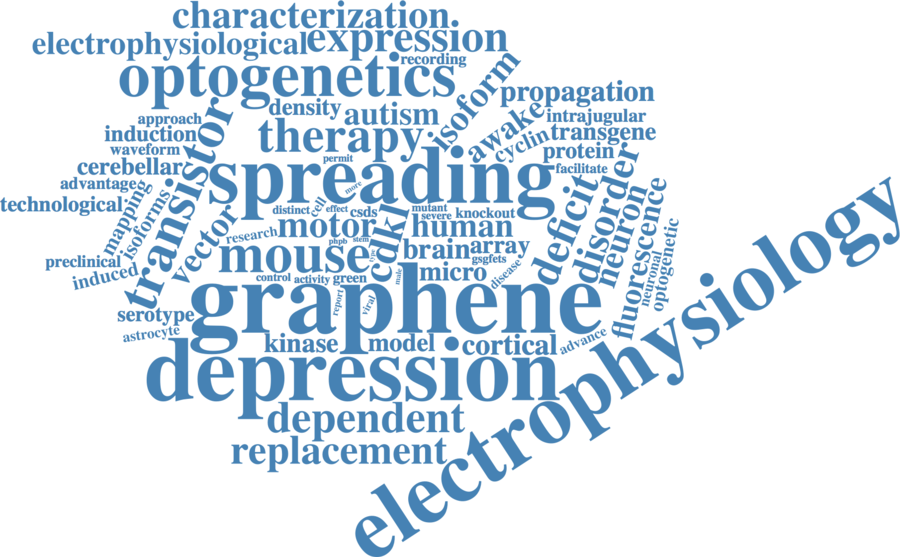 characterization.
electrophysiological
expression
recording
optogenetics
isoform
propagation
density
autism
awake
intrajugular
approach
induction
transistor
therapy
cyclin
transgene
waveform
permit
protein
cerebellar
spreading
more
facilitate
advantage
technological
mapping
isoforms
vector
distinct
cell
effect
csds
mutant
severe
knockout
deficit
disorder
neuron
fluorescence
neuronal
optogenetic
research
motor
phpb
stem
cdkl
human
brain
array
gsgfets
preclinical
induced
mouse
type
male
micro
disease
control
activity
green
serotype
graphene
report
viral
astrocyte
kinase
model
cortical
advance
depression
electrophysiology
dependent
replacement